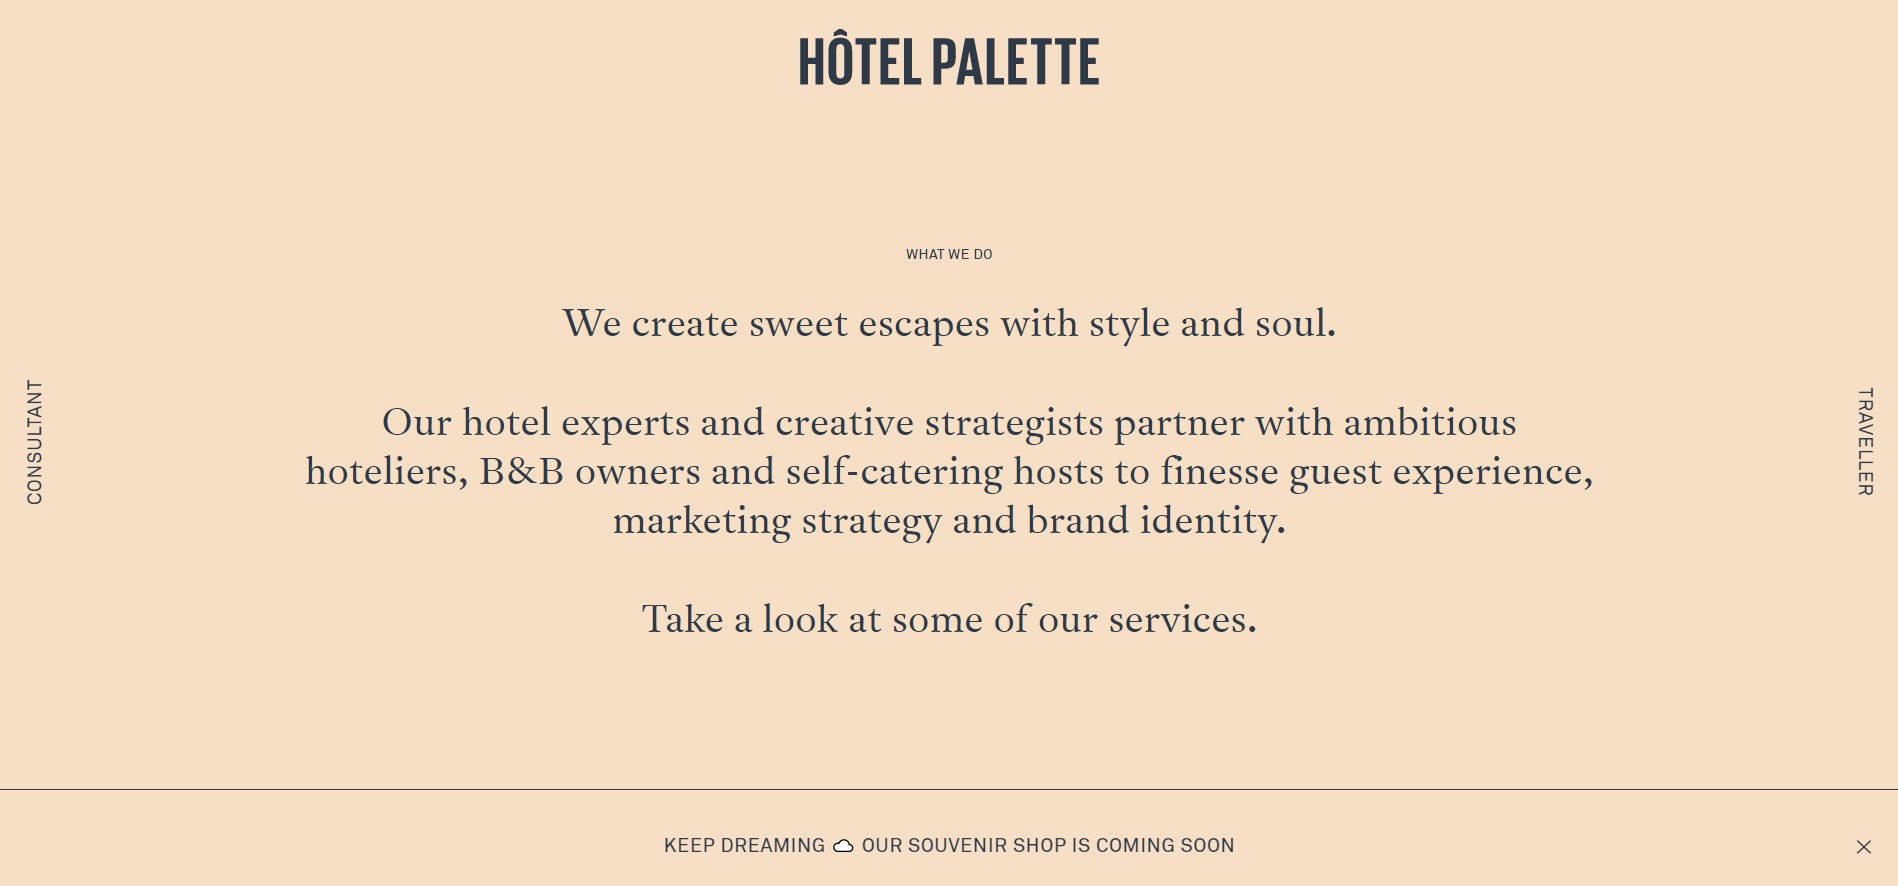 HÔTEL PALETTE
WHAT WE DO
We create sweet escapes with style and soul.
Our hotel experts and creative strategists partner with ambitious
hoteliers, B&B owners and self-catering hosts to finesse guest experience,
marketing strategy and brand identity.
Take a look at some of our services.
CONSULTANT
TRAVELLER
KEEP DREAMING ☁ OUR SOUVENIR SHOP IS COMING SOON